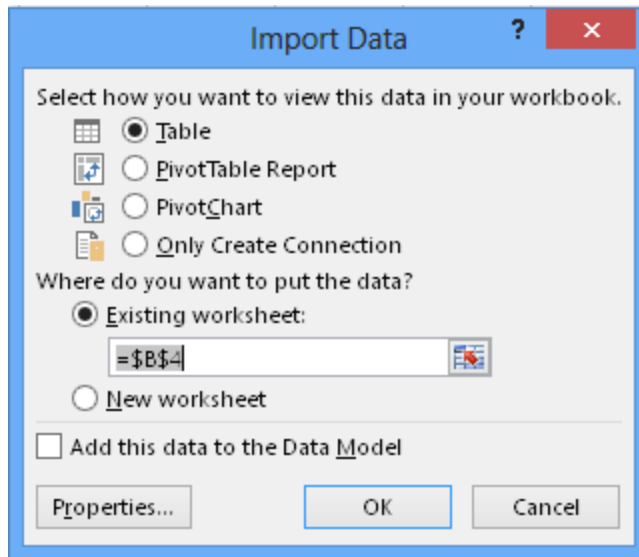 Import Data
?
×
Select how you want to view this data in your workbook.
Table
PivotTable Report
PivotChart
Only Create Connection
Where do you want to put the data?
Existing worksheet:
=$B$4
New worksheet
Add this data to the Data Model
Properties... OK Cancel